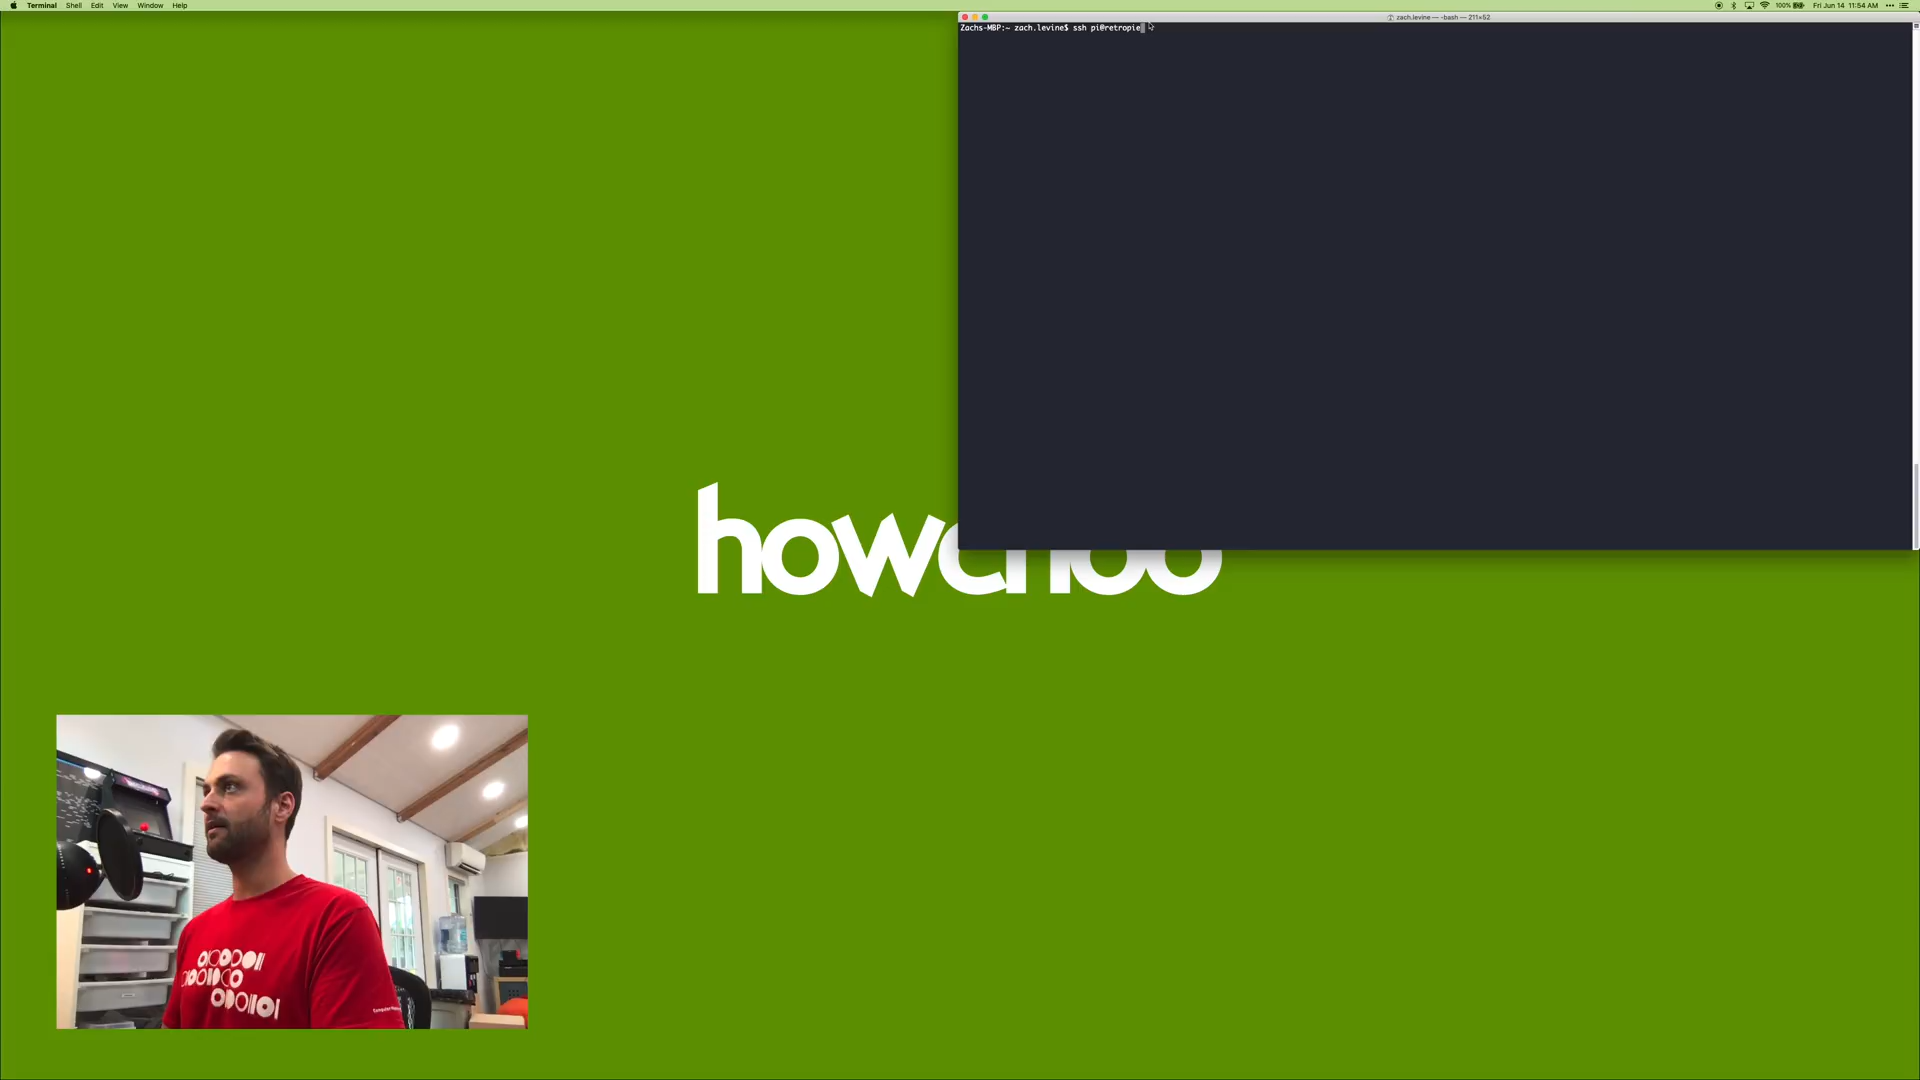 Terminal Shell Edit View Window Help
100% Fri Jun 14 11:54 AM
zach.levine — -bash — 211×52
Zachs-MBP:~ zach.levine$ ssh pi@retropie
howchoo